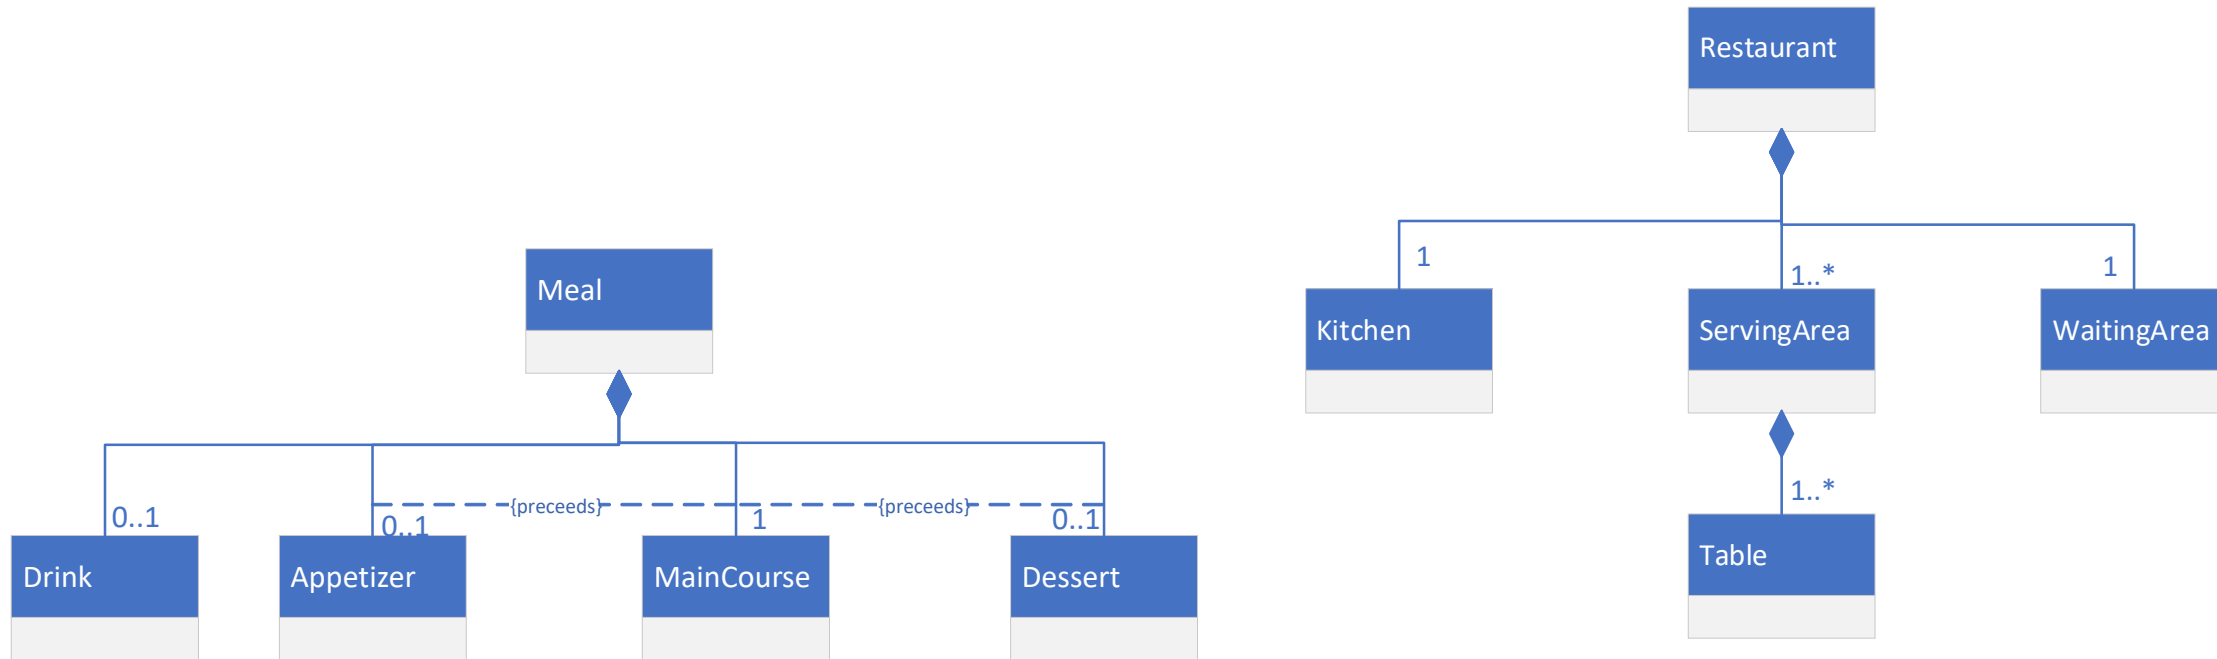 Restaurant
1
1..*
1
Meal
Kitchen
ServingArea
WaitingArea
1..*
0..1
0..1
{preceeds}
1
{preceeds}
0..1
Drink
Appetizer
MainCourse
Dessert
Table